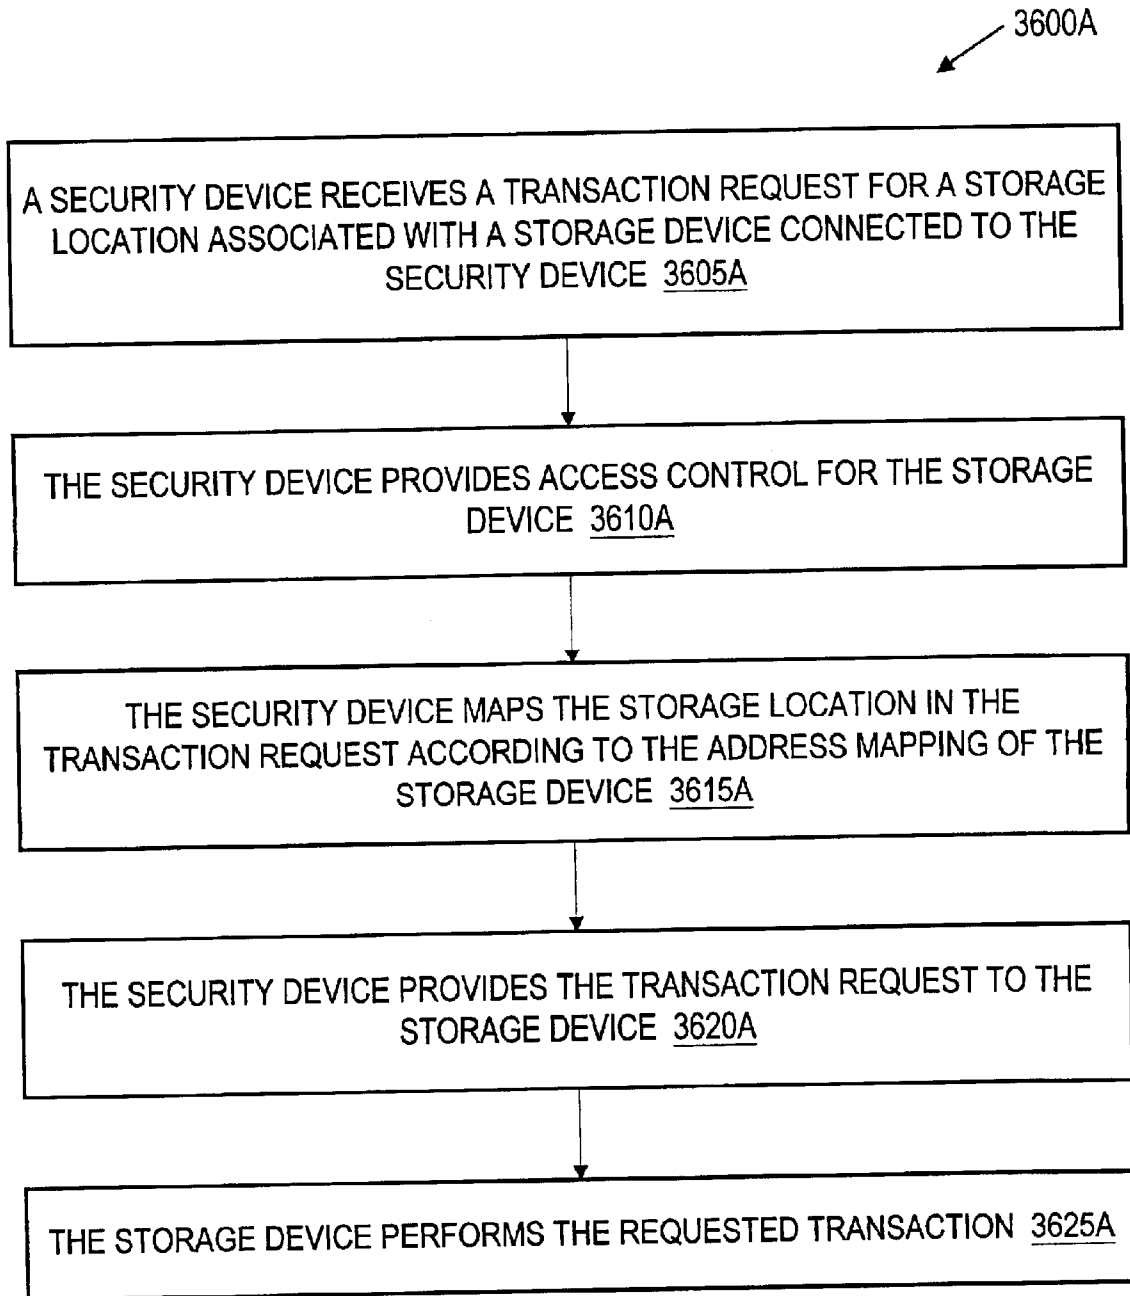 3600A
A SECURITY DEVICE RECEIVES A TRANSACTION REQUEST FOR A STORAGE
LOCATION ASSOCIATED WITH A STORAGE DEVICE CONNECTED TO THE
SECURITY DEVICE 3605A
THE SECURITY DEVICE PROVIDES ACCESS CONTROL FOR THE STORAGE
DEVICE 3610A
THE SECURITY DEVICE MAPS THE STORAGE LOCATION IN THE
TRANSACTION REQUEST ACCORDING TO THE ADDRESS MAPPING OF THE
STORAGE DEVICE 3615A
THE SECURITY DEVICE PROVIDES THE TRANSACTION REQUEST TO THE
STORAGE DEVICE 3620A
THE STORAGE DEVICE PERFORMS THE REQUESTED TRANSACTION 3625A